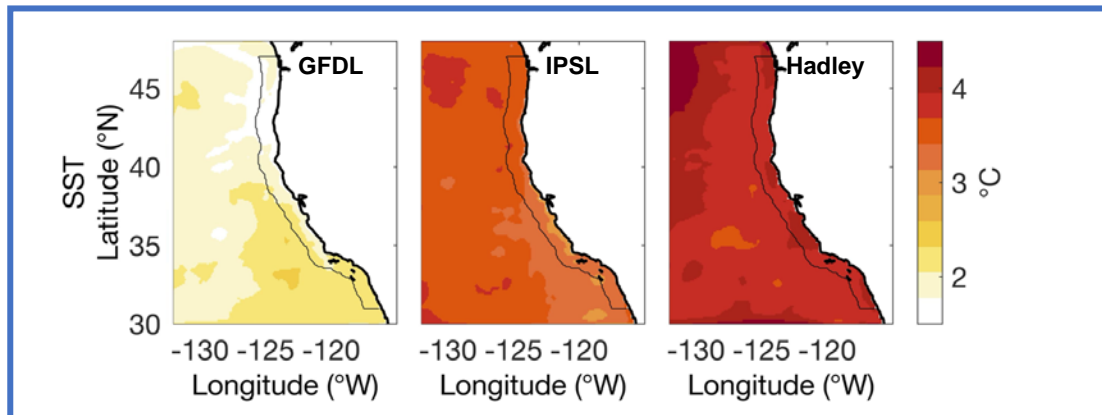 GFDL
IPSL
Hadley
SST
Latitude (°N)
45
40
35
30
-130 -125 -120
-130 -125 -120
-130 -125 -120
Longitude (°W)
Longitude (°W)
Longitude (°W)
4
3
2
°C